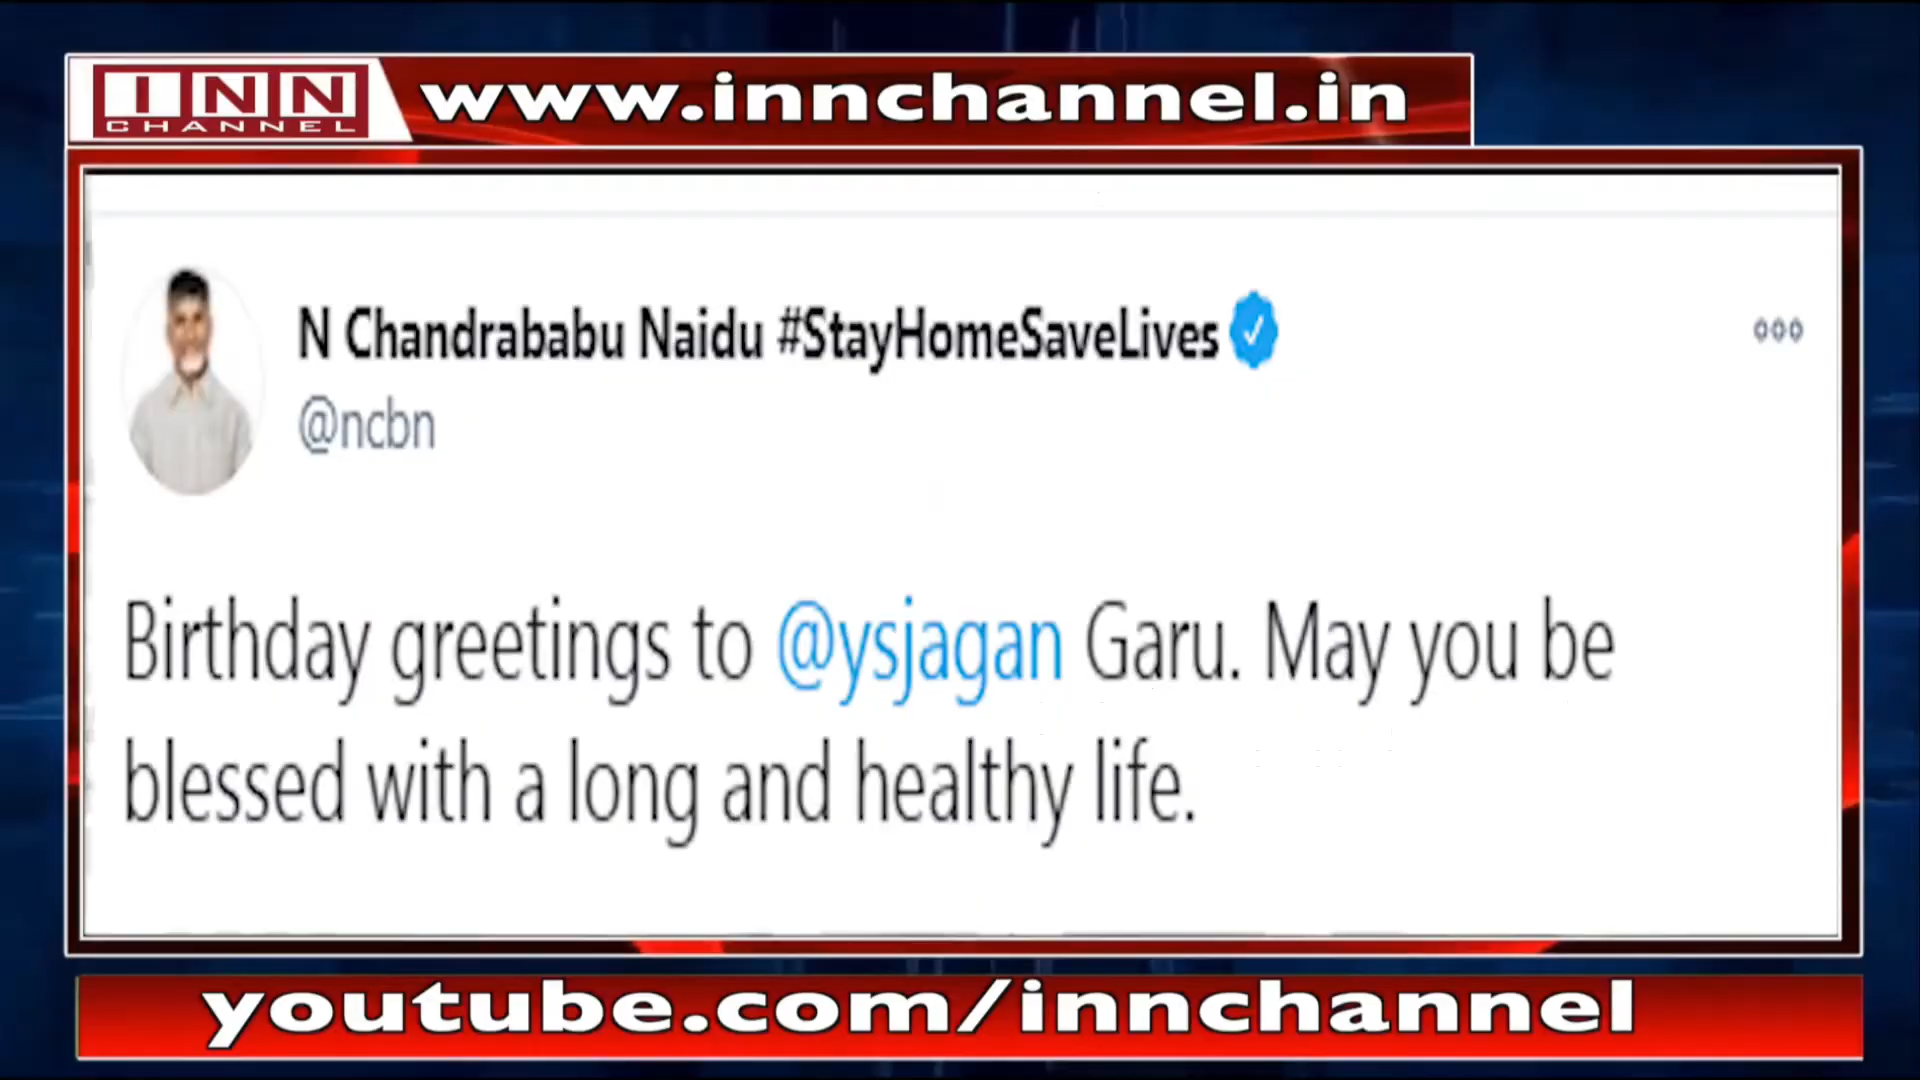 INN
CHANNEL
www.innchannel.in
N Chandrababu Naidu #StayHomeSaveLives
@ncbn
Birthday greetings to @ysjagan Garu. May you be
blessed with a long and healthy life.
youtube.com/innchannel